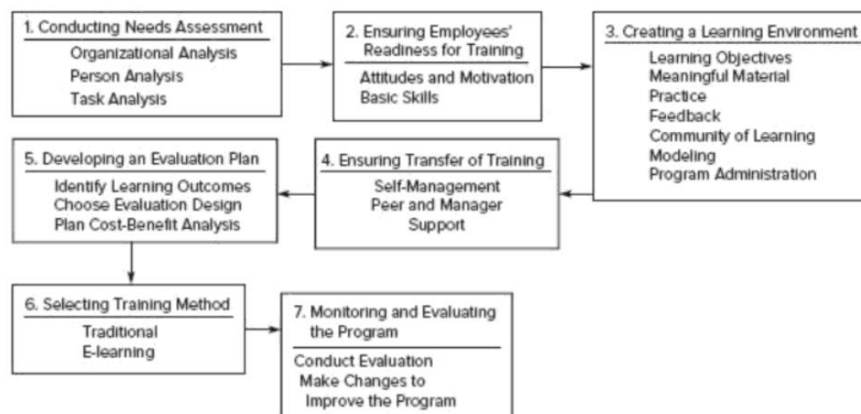 1. Conducting Needs Assessment
Organizational Analysis
Person Analysis
Task Analysis
2. Ensuring Employees'
Readiness for Training
Attitudes and Motivation
Basic Skills
3. Creating a Learning Environment
Learning Objectives
Meaningful Material
Practice
Feedback
Community of Learning
Modeling
Program Administration
4. Ensuring Transfer of Training
Self-Management
Peer and Manager
Support
5. Developing an Evaluation Plan
Identify Learning Outcomes
Choose Evaluation Design
Plan Cost-Benefit Analysis
6. Selecting Training Method
Traditional
E-learning
7. Monitoring and Evaluating
the Program
Conduct Evaluation
Make Changes to
Improve the Program